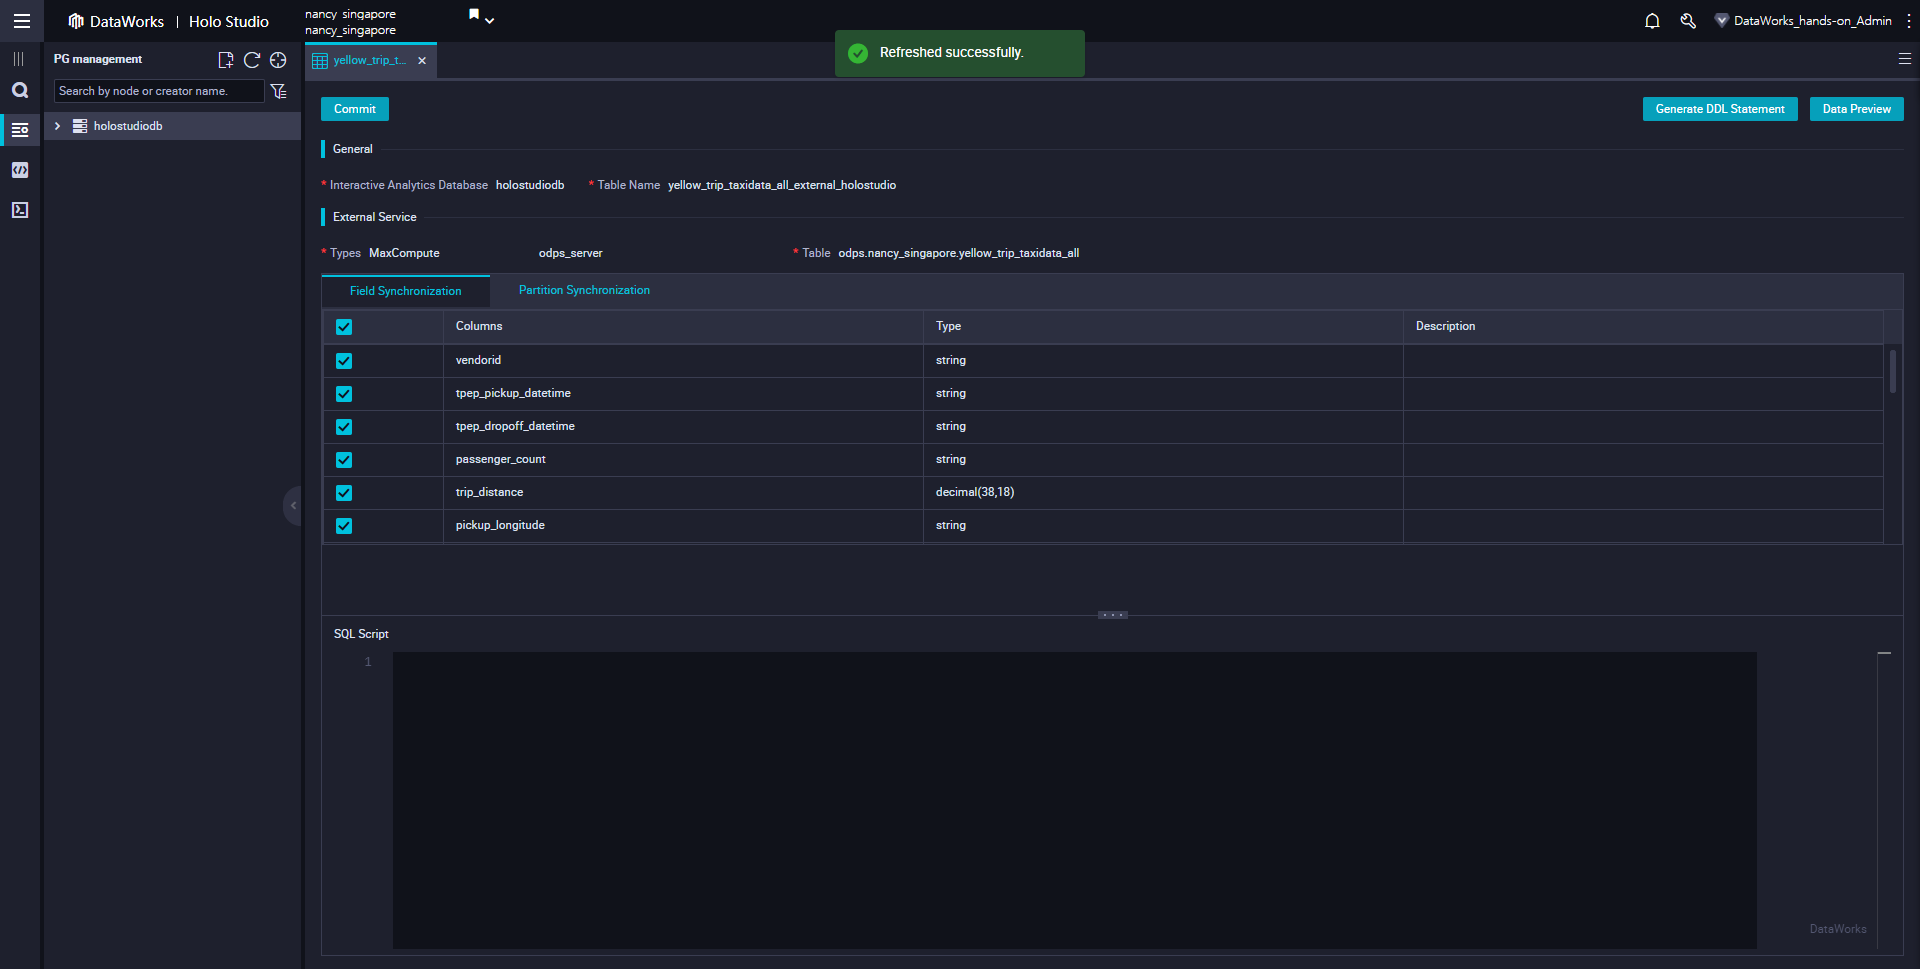 DataWorks | Holo Studio
nancy_singapore
nancy_singapore
DataWorks_hands-on_Admin
Refreshed successfully.
PG management
Search by node or creator name.
holostudiodb
yellow_trip_t...
Commit
Generate DDL Statement
Data Preview
General
* Interactive Analytics Database holostudiodb * Table Name yellow_trip_taxidata_all_external_holostudio
External Service
* Types MaxCompute odps_server * Table odps.nancy_singapore.yellow_trip_taxidata_all
Field Synchronization Partition Synchronization
Columns Type Description
vendorid string
tpep_pickup_datetime string
tpep_dropoff_datetime string
passenger_count string
trip_distance decimal(38,18)
pickup_longitude string
SQL Script
1
DataWorks